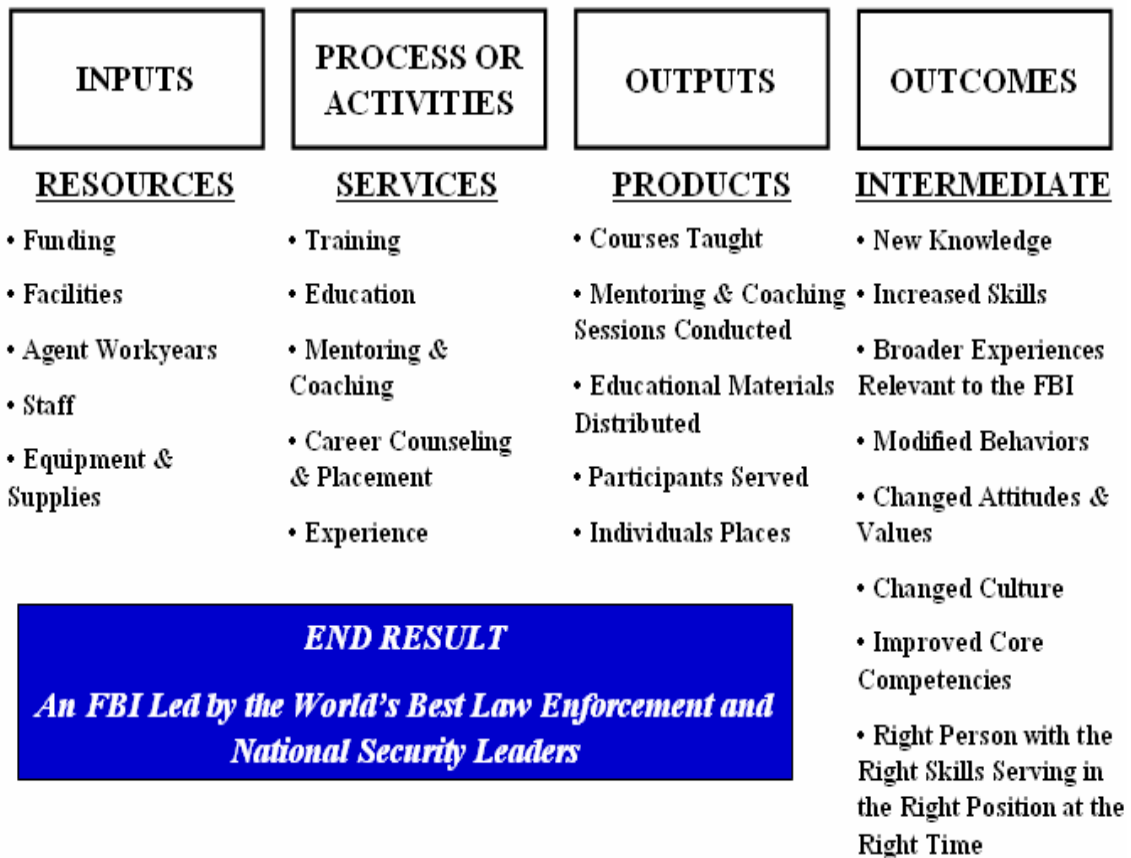 INPUTS
RESOURCES
• Funding
• Facilities
• Agent Workyears
• Staff
• Equipment &
Supplies
PROCESS OR
ACTIVITIES
SERVICES
• Training
• Education
• Mentoring &
Coaching
• Career Counseling
& Placement
• Experience
OUTPUTS
PRODUCTS
• Courses Taught
• Mentoring & Coaching
Sessions Conducted
• Educational Materials
Distributed
• Participants Served
• Individuals Places
OUTCOMES
INTERMEDIATE
• New Knowledge
• Increased Skills
• Broader Experiences
Relevant to the FBI
• Modified Behaviors
• Changed Attitudes &
Values
• Changed Culture
• Improved Core
Competencies
• Right Person with the
Right Skills Serving in
the Right Position at the
Right Time
END RESULT
An FBI Led by the World's Best Law Enforcement and
National Security Leaders